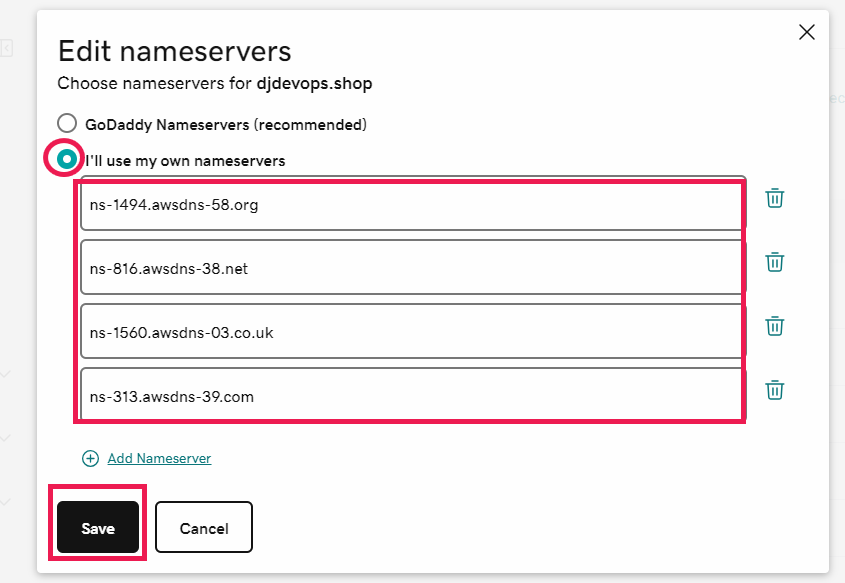 Edit nameservers
Choose nameservers for djdevops.shop
GoDaddy Nameservers (recommended)
I'll use my own nameservers
ns-1494.awsdns-58.org
ns-816.awsdns-38.net
ns-1560.awsdns-03.co.uk
ns-313.awsdns-39.com
Add Nameserver
Save Cancel